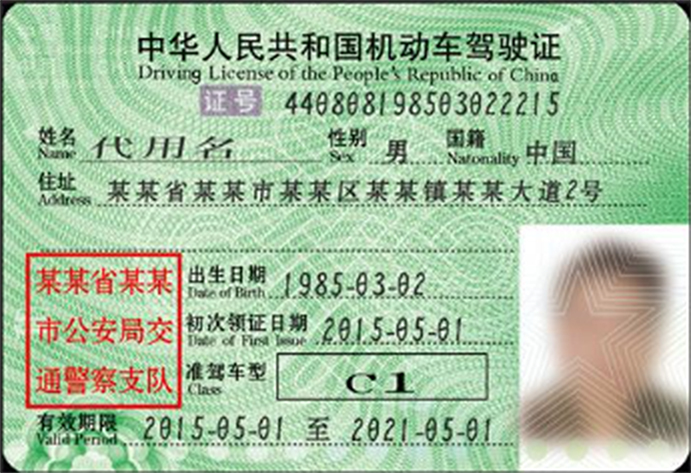 中华人民共和国机动车驾驶证
Driving License of the People's Republic of China
证号 440808198503022215
姓名 代用名 性别 男 国籍 中国
Name Sex Natonality
住址 某某省某某市某某区某某镇某某大道2号
Address
某某省某某
市公安局交
通警察支队
出生日期 1985-03-02
Date of Birth
初次领证日期 2015-05-01
Date of First Issue
准驾车型 C1
Class
有效期限 2015-05-01 至 2021-05-01
Valid Period